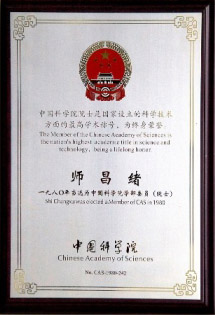 中国科学院院士是国家设立的科学技术
方面的最高学术称号，为终身荣誉。
The Member of the Chinese Academy of Sciences is
the nation's highest academic title in science and
technology, being a lifelong honor.
师昌绪
一九八〇年当选为中国科学院学部委员（院士）
Shi Changxu was elected a Member of CAS in 1980
中国科学院
Chinese Academy of Sciences
No. CAS-1980-242